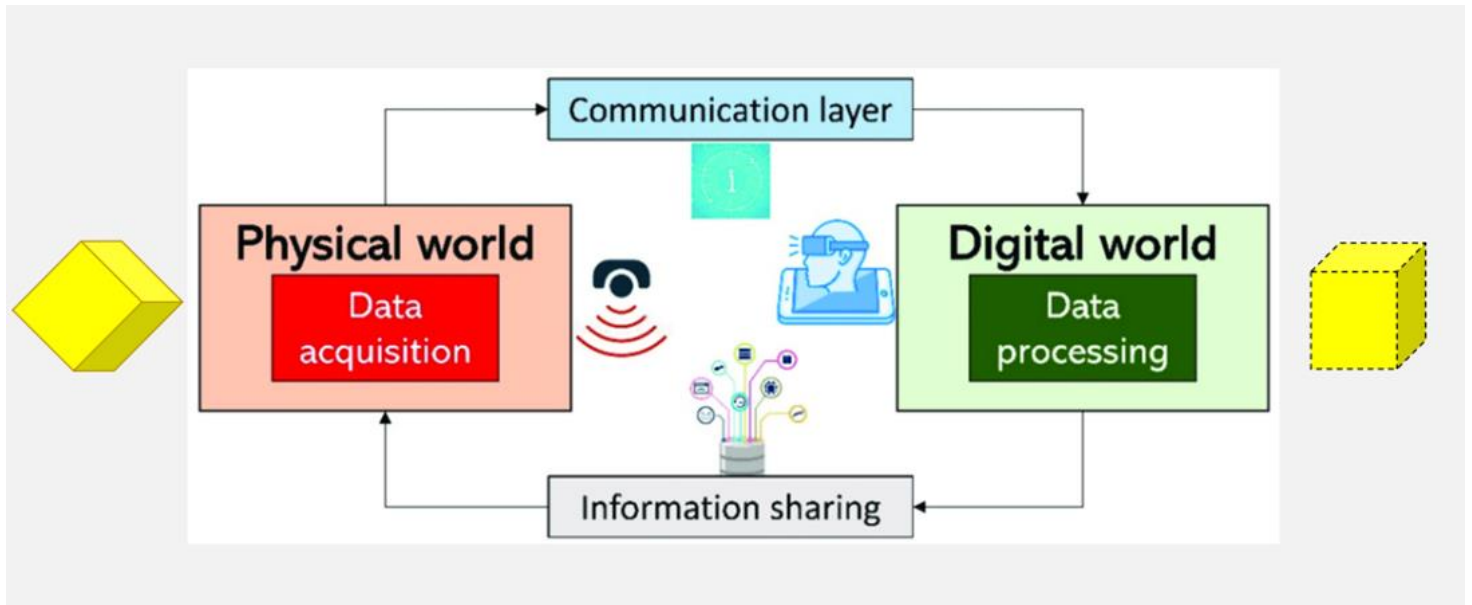 Communication layer
Physical world
Data
acquisition
Digital world
Data
processing
Information sharing